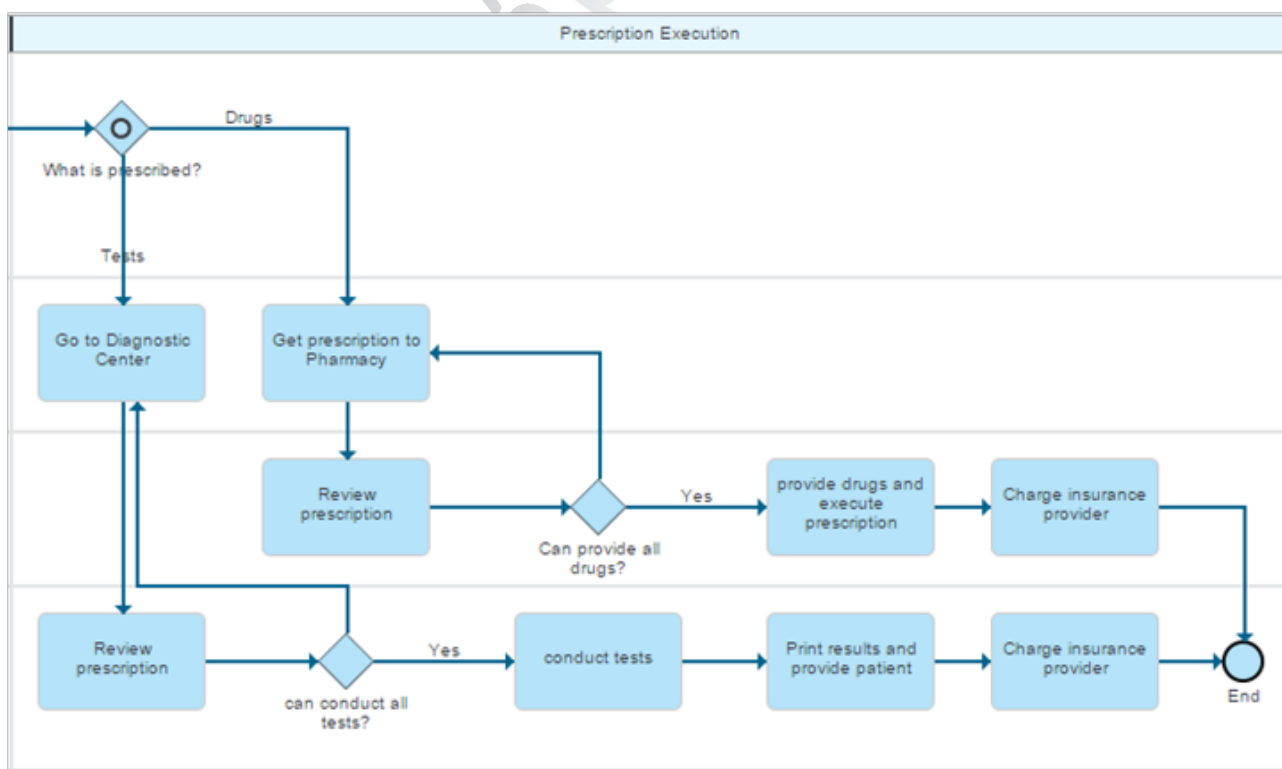 Prescription Execution
Drugs
What is prescribed?
Tests
Go to Diagnostic
Center
Get prescription to
Pharmacy
Review
prescription
Can provide all
drugs?
Yes
provide drugs and
execute
prescription
Charge insurance
provider
Review
prescription
can conduct all
tests?
Yes
conduct tests
Print results and
provide patient
Charge insurance
provider
End